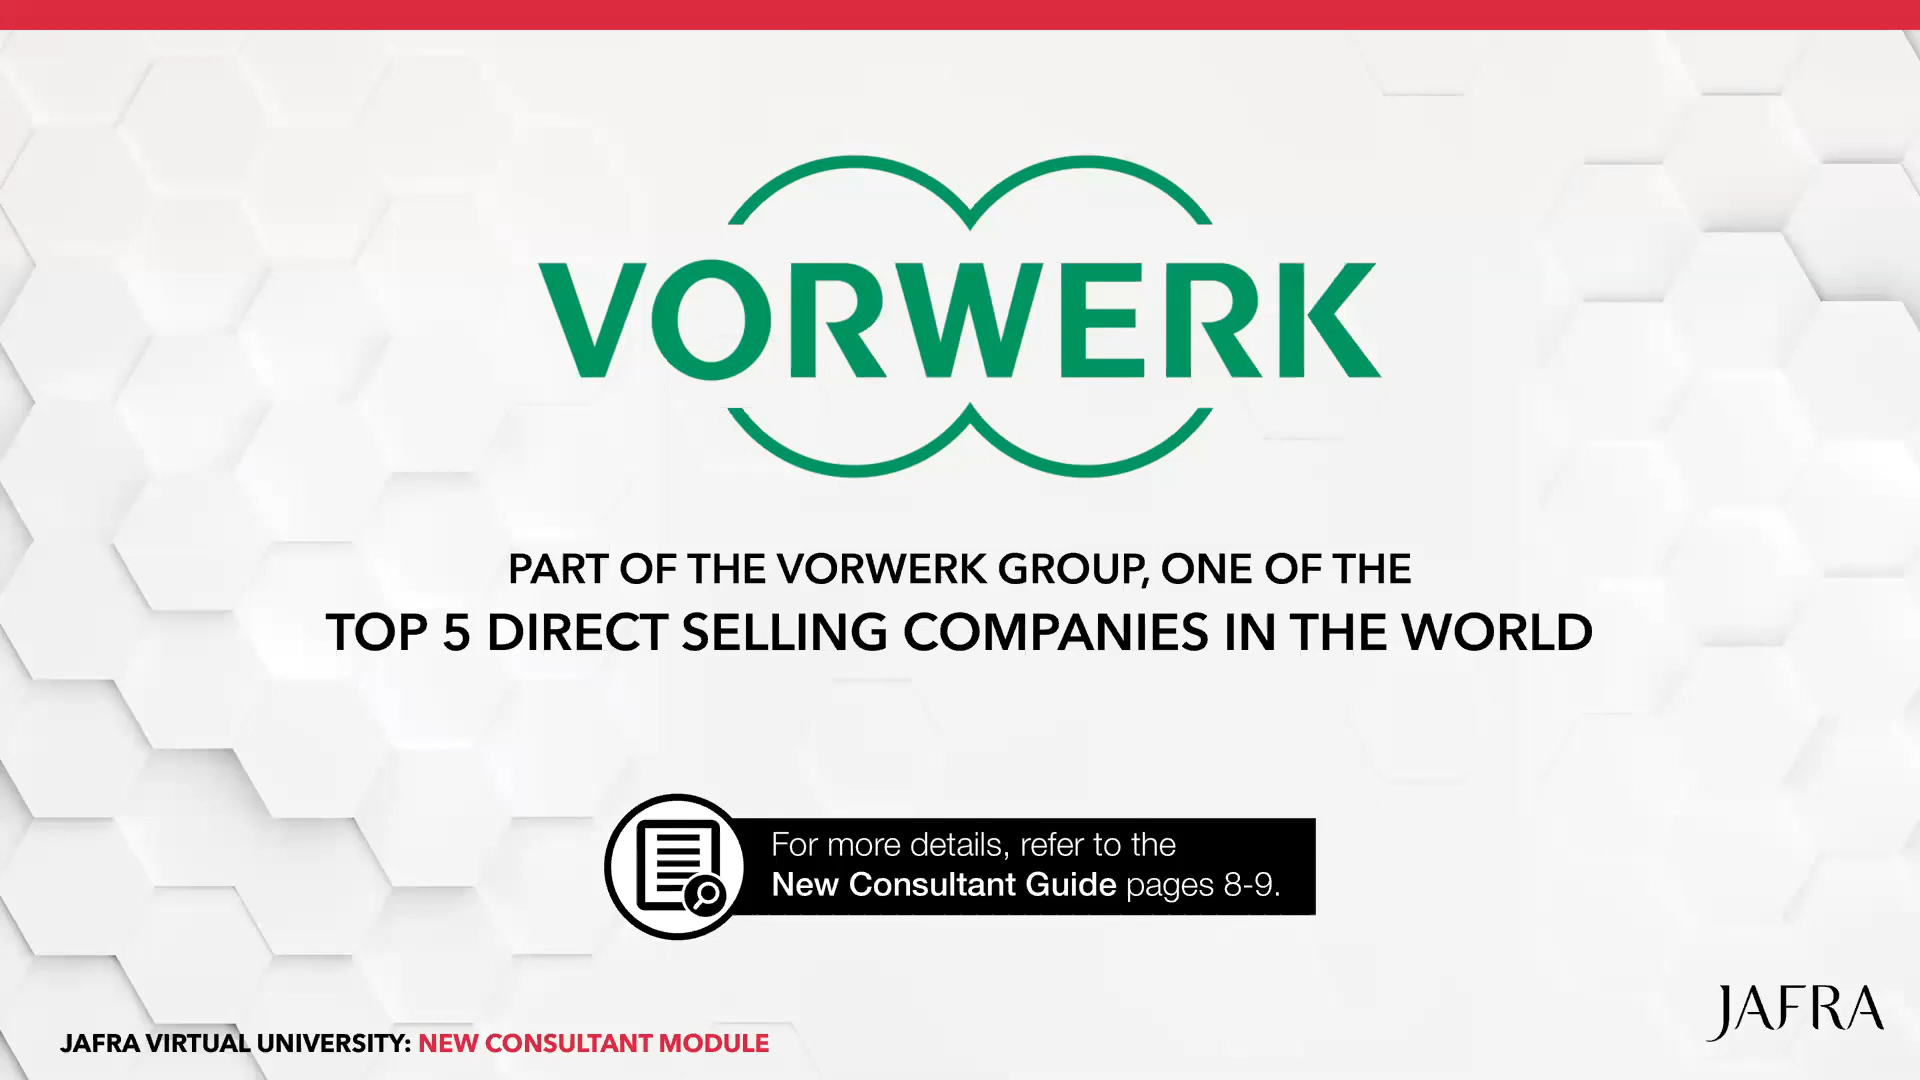 VORWERK
PART OF THE VORWERK GROUP, ONE OF THE
TOP 5 DIRECT SELLING COMPANIES IN THE WORLD
For more details, refer to the
New Consultant Guide pages 8-9.
JAFRA
JAFRA VIRTUAL UNIVERSITY: NEW CONSULTANT MODULE